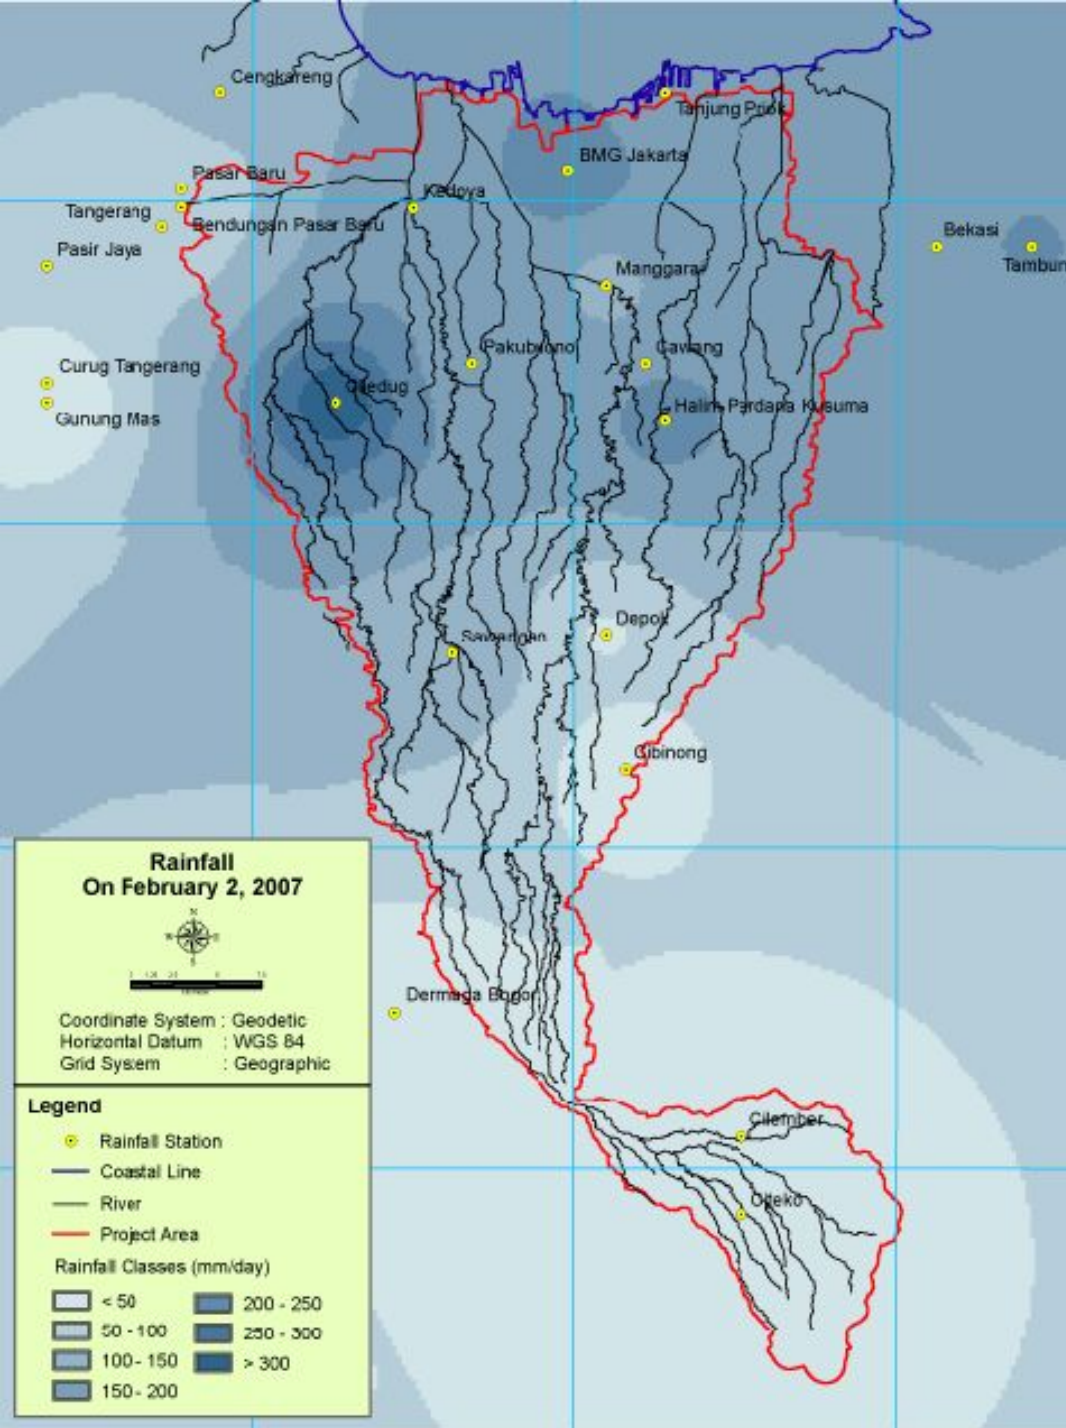 Cengkareng
Tanjung Priok
BMG Jakarta
Pasar Baru
Kedoya
Tangerang
Bendungan Pasar Baru
Bekasi
Pasir Jaya
Tambun
Manggarai
Pakubuono
Cawang
Curug Tangerang
Ciledug
Halim Perdana Kusuma
Gunung Mas
Depok
Sawangan
Cibinong
Dermaga Bogor
Cilember
Citeko
Rainfall
On February 2, 2007
N
W
E
S
Coordinate System : Geodetic
Horizontal Datum : WGS 84
Grid System : Geographic
Legend
Rainfall Station
Coastal Line
River
Project Area
Rainfall Classes (mm/day)
< 50
50 - 100
100 - 150
150 - 200
200 - 250
250 - 300
> 300